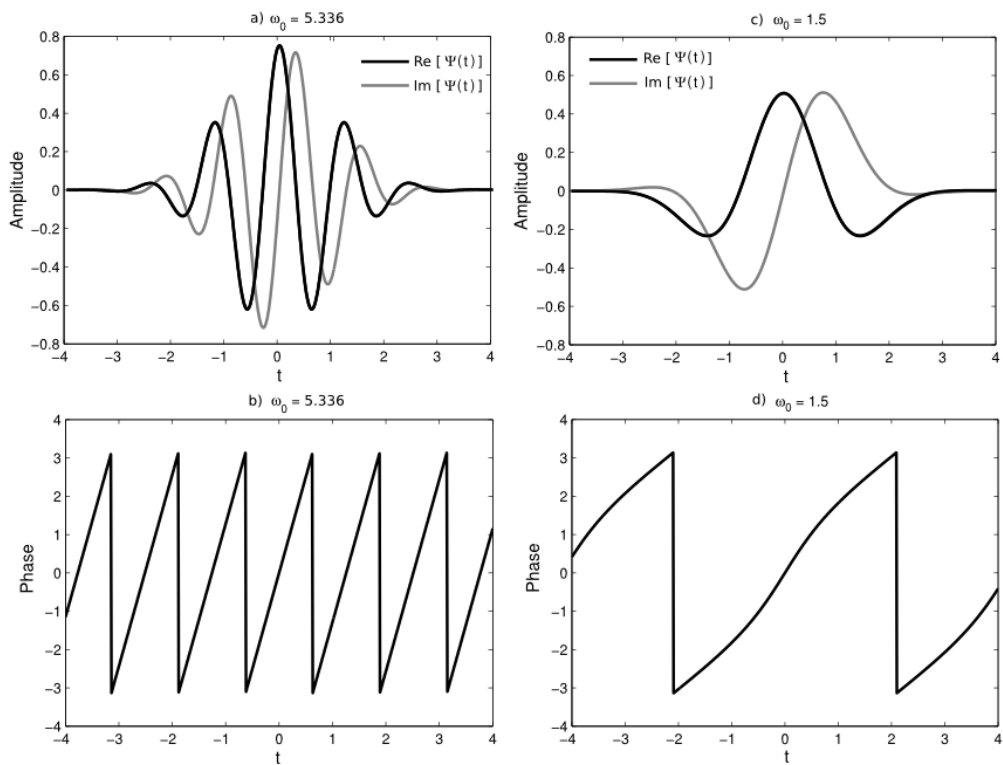 a) ω0 = 5.336
0.8
0.6
0.4
0.2
0
−0.2
−0.4
−0.6
−0.8
Amplitude
Re [ Ψ(t) ]
Im [ Ψ(t) ]
−4 −3 −2 −1 0 1 2 3 4
t
c) ω0 = 1.5
0.8
0.6
0.4
0.2
0
−0.2
−0.4
−0.6
−0.8
Amplitude
Re [ Ψ(t) ]
Im [ Ψ(t) ]
−4 −3 −2 −1 0 1 2 3 4
t
b) ω0 = 5.336
4
3
2
1
0
−1
−2
−3
−4
Phase
−4 −3 −2 −1 0 1 2 3 4
t
d) ω0 = 1.5
4
3
2
1
0
−1
−2
−3
−4
Phase
−4 −3 −2 −1 0 1 2 3 4
t